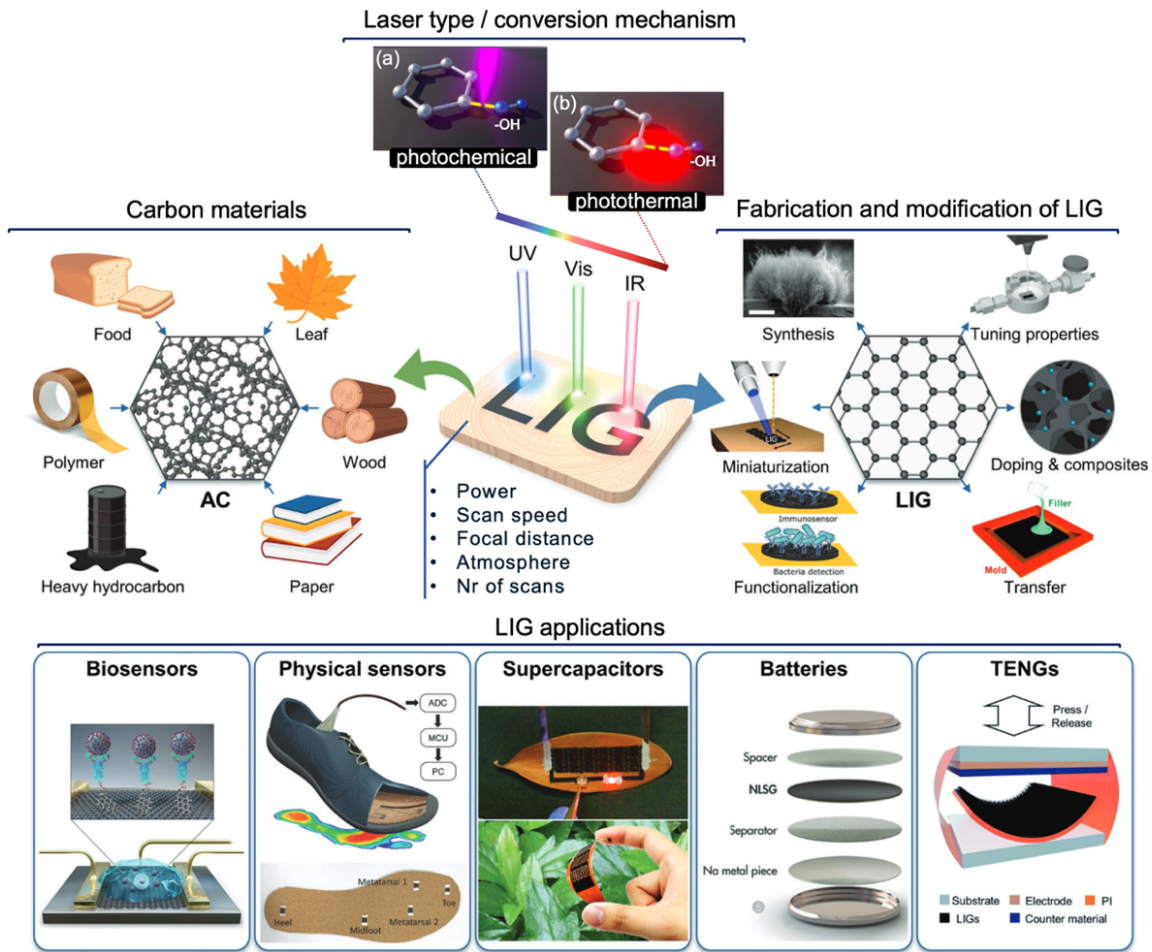 Laser type / conversion mechanism
(a)
-OH
photochemical
(b)
-OH
photothermal
Carbon materials
Food
Leaf
Polymer
Wood
AC
Heavy hydrocarbon
Paper
UV
Vis
IR
LIG
• Power
• Scan speed
• Focal distance
• Atmosphere
• Nr of scans
Fabrication and modification of LIG
Synthesis
Tuning properties
LIG
Miniaturization
Doping & composites
LIG
Immunosensor
Bacteria detection
Functionalization
Filler
Mold
Transfer
LIG applications
Biosensors
Physical sensors
ADC
MCU
PC
Metatarsal 1
Toe
Heel
Midfoot
Metatarsal 2
Supercapacitors
Batteries
Spacer
NLSG
Separator
Na metal piece
S
TENGs
Press /
Release
Substrate
Electrode
PI
LIGs
Counter material